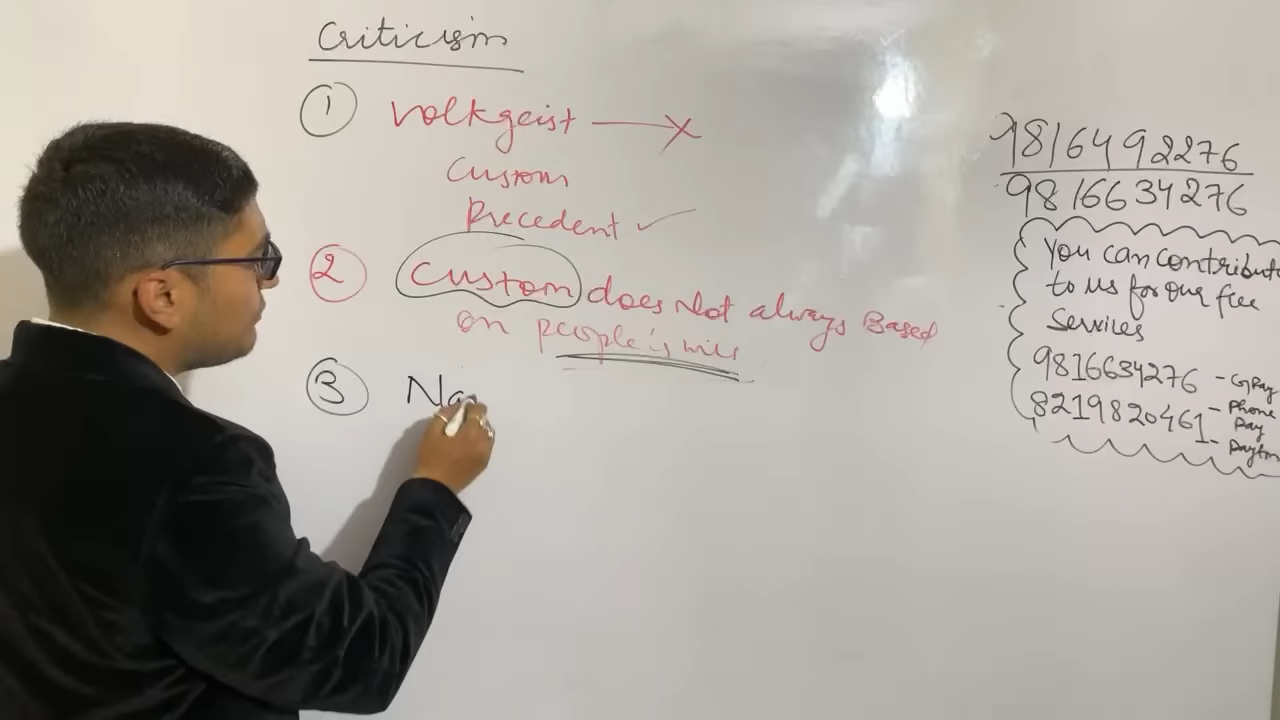 Criticism
① Volkgeist → X
Custom
Precedent ✓
② Custom does Not always Based
on people's will
③ Na
9816492276
9816634276
You can contribute
to us for our free
Services
9816634276 - G Pay
8219820461 - Phone
Pay
- Paytm